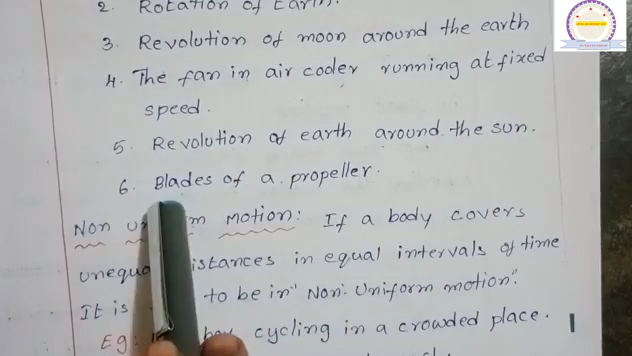 2. Rotation of Earth.
3. Revolution of moon around the earth
4. The fan in air cooler running at fixed
speed.
5. Revolution of earth around the sun.
6. Blades of a propeller.
Non Motion: If a body covers
distances in equal intervals of time
It is to be in "Non-Uniform motion".
Eg: cycling in a crowded place.